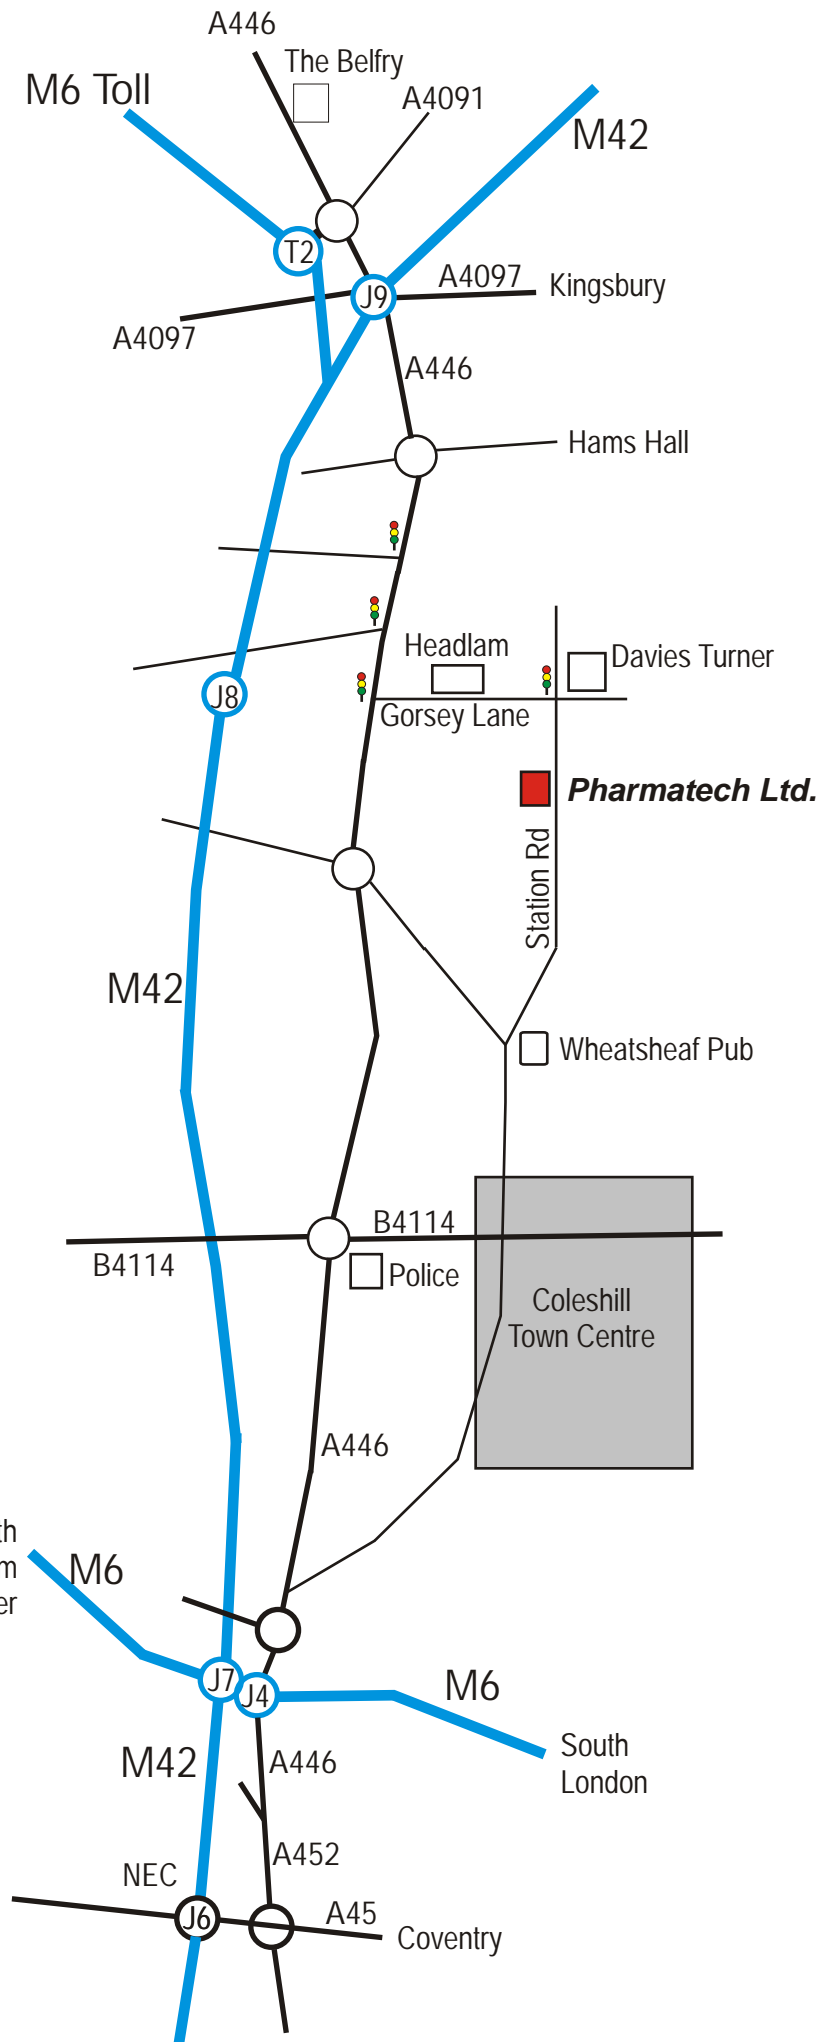 A446
The Belfry
M6 Toll
A4091
M42
T2
A4097
Kingsbury
J9
A4097
A446
Hams Hall
Headlam
Davies Turner
J8
Gorsey Lane
Pharmatech Ltd.
Station Rd
M42
Wheatsheaf Pub
B4114
B4114
Police
Coleshill
Town Centre
A446
th
m
er
M6
J7
J4
M6
South
London
M42
A446
A452
NEC
J6
A45
Coventry